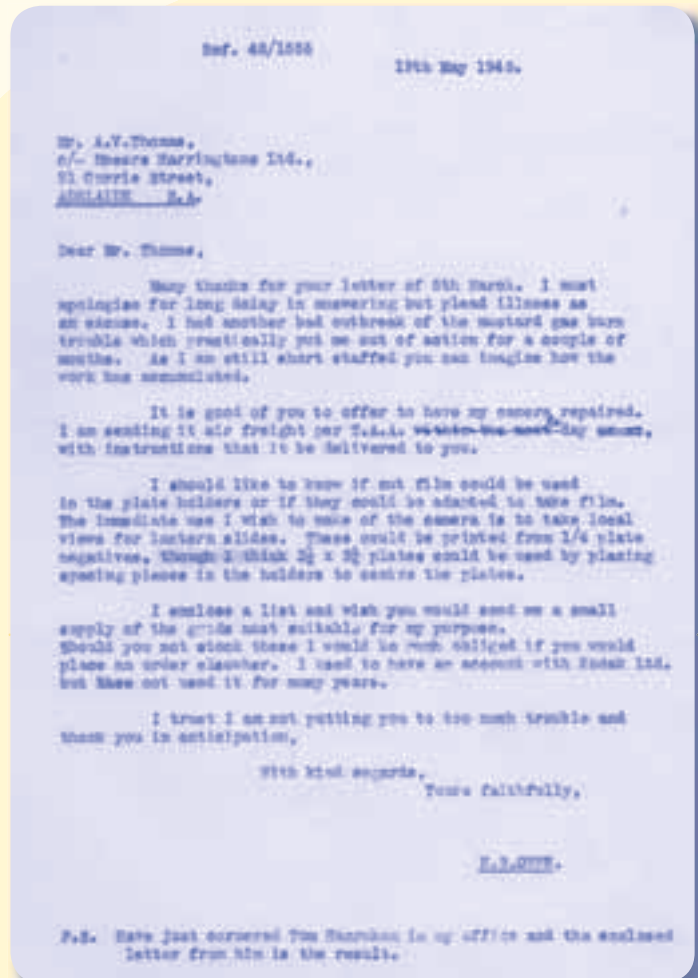 Ref. 48/1555
19th May 1948.
Mr. A.V.Thomas,
c/- Harringtons Ltd.,
Currie Street,
ADELAIDE S.A.
Dear Mr. Thomas,
Many thanks for your letter of 8th March. I must
apologise for long delay in answering but plead illness as
an excuse. I had another bad outbreak of the mustard gas burn
trouble which practically put me out of action for a couple of
months. As I am still short staffed you can imagine how the
work has accumulated.
It is good of you to offer to have my camera repaired.
I am sending it air freight per T.A.A. day
with instructions that it be delivered to you.
I should like to know if cut film could be used
in the plate holders or if they could be adapted to take film.
The immediate use I wish to make of the camera is to take local
views for lantern slides. These could be printed from 1/4 plate
negatives, though I think 3¼ x 3¼ plates could be used by placing
spacing pieces in the holders to centre the plates.
I enclose a list and wish you would send me a small
supply of the grade most suitable for my purpose.
Should you not stock these I would be much obliged if you would
place an order elsewhere. I used to have an account with Kodak Ltd.
but have not used it for many years.
I trust I am not putting you to too much trouble and
thank you in anticipation,
With kind regards,
Yours faithfully,
P.S. Have just cornered Tom in my office and the enclosed
letter from him is the result.